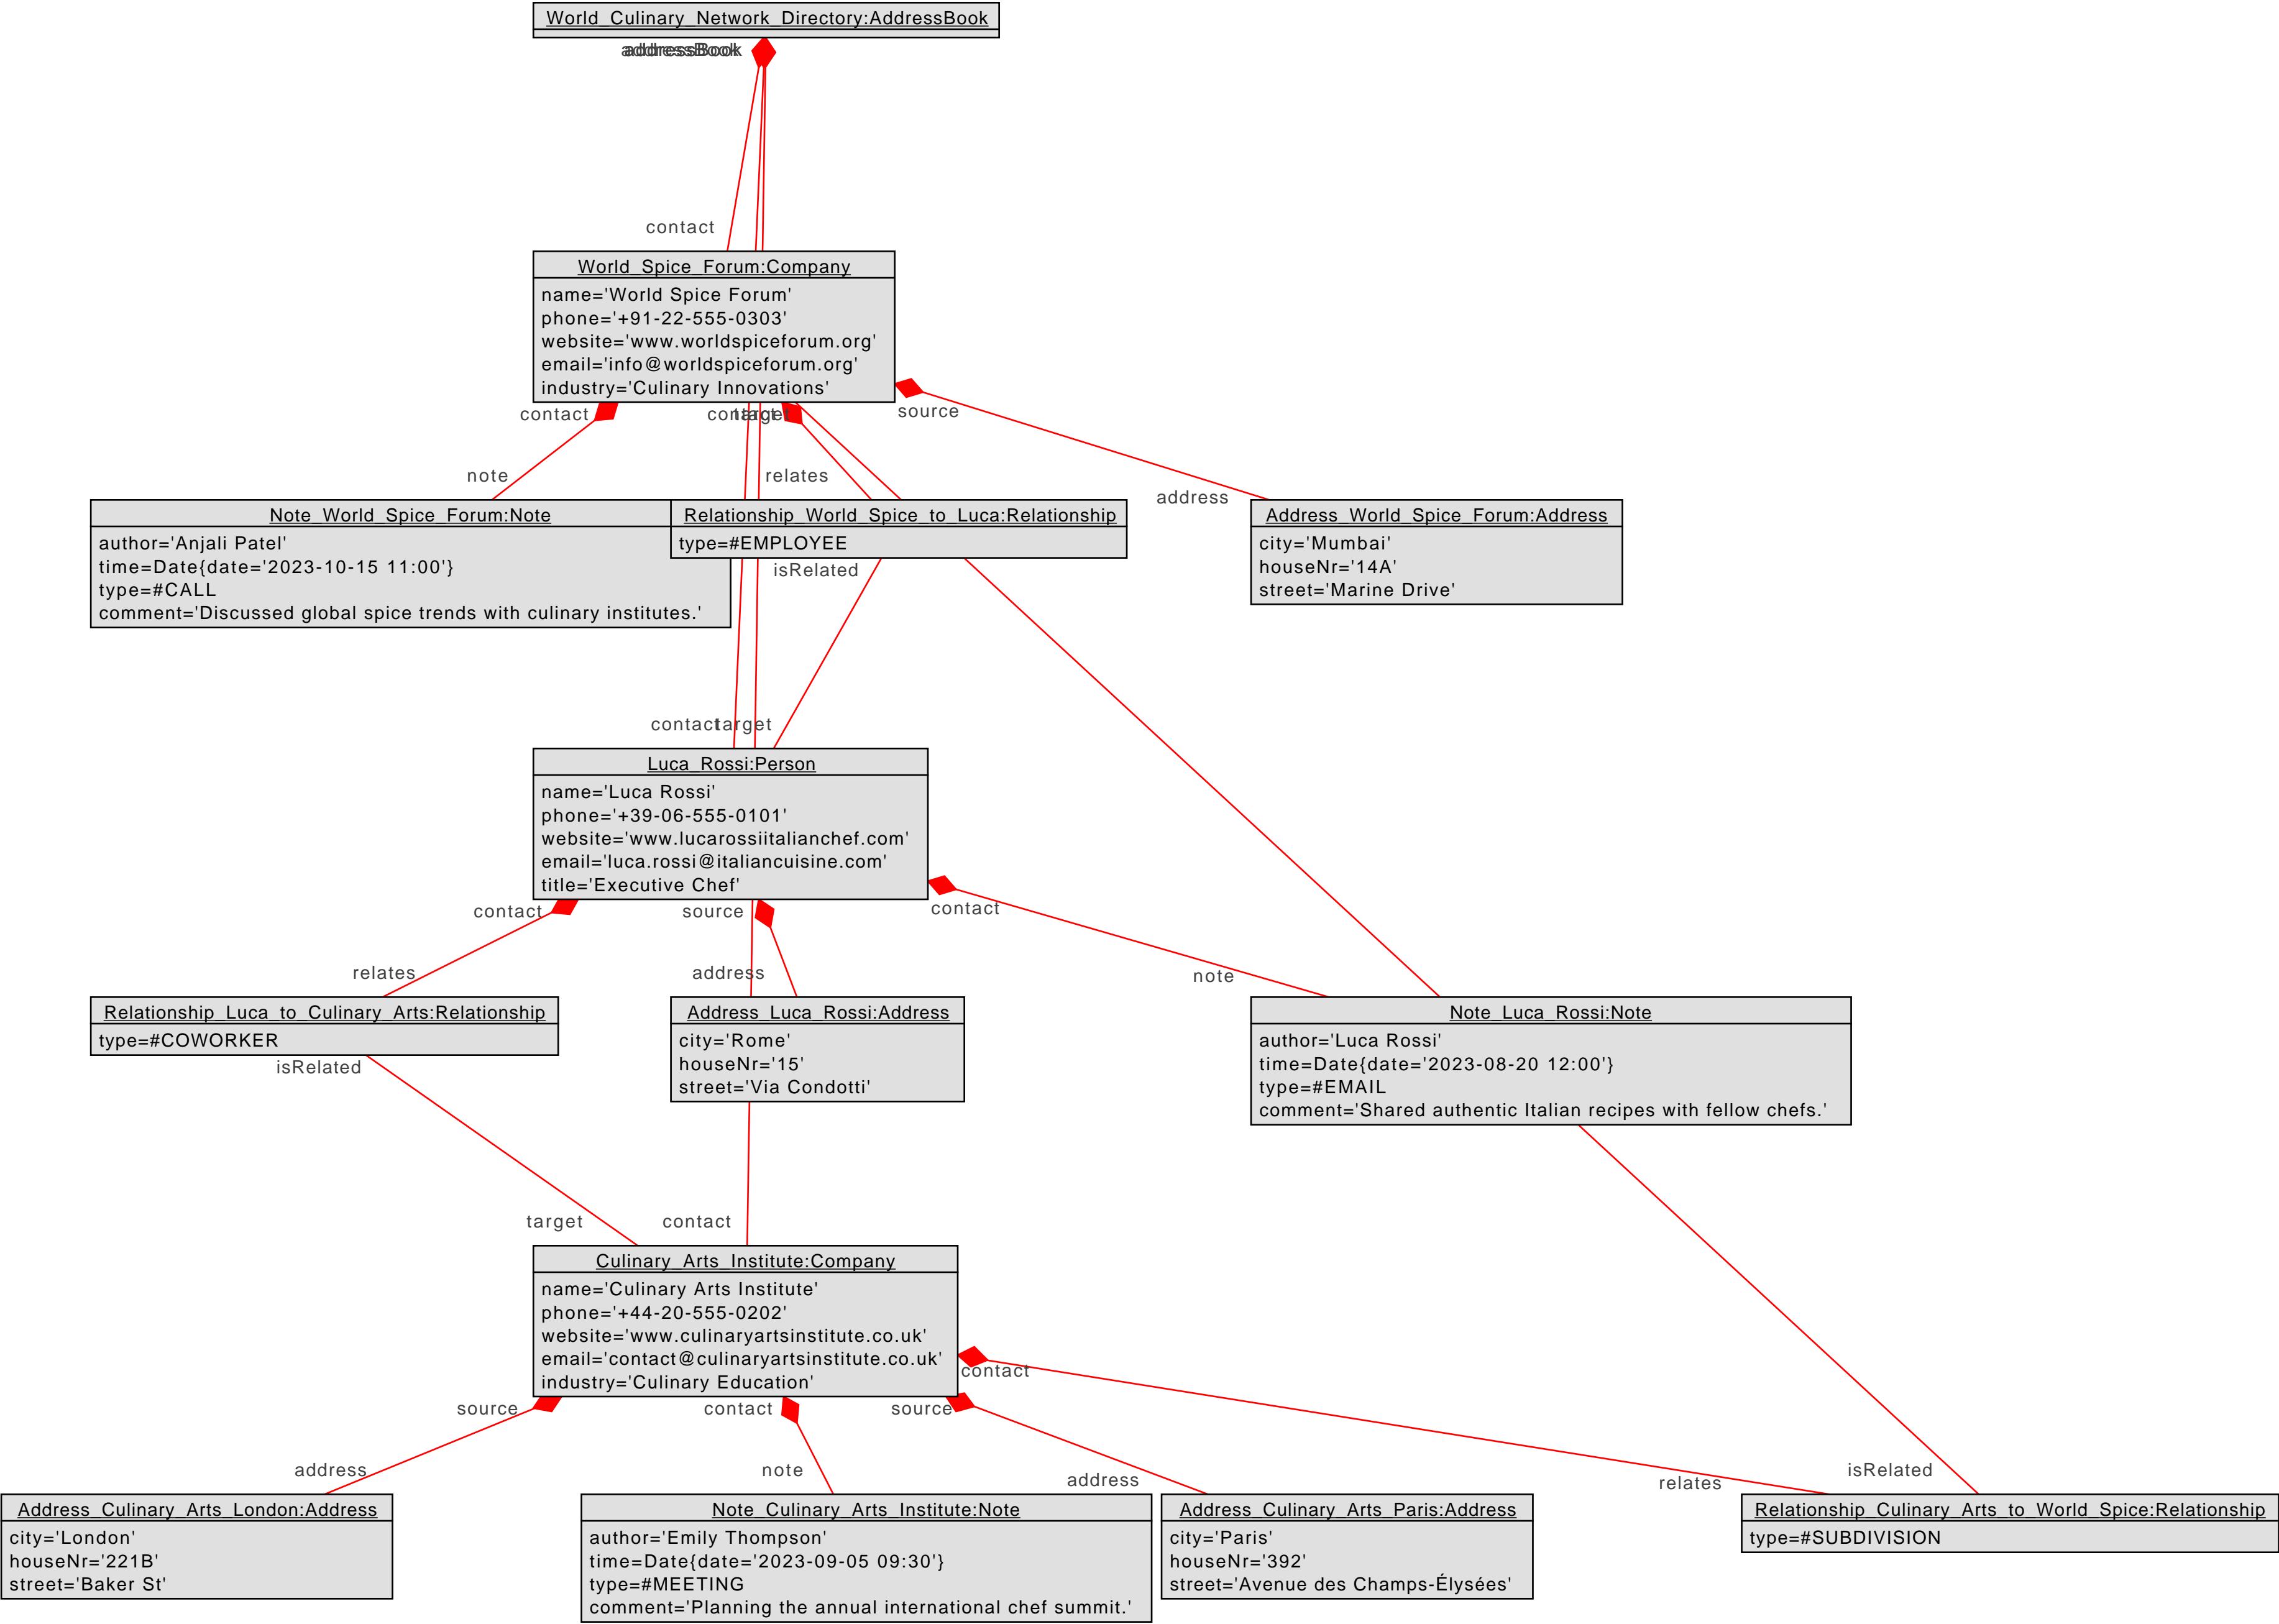 World_Culinary_Network_Directory:AddressBook
addressBook
contact
World_Spice_Forum:Company
name='World Spice Forum'
phone='+91-22-555-0303'
website='www.worldspiceforum.org'
email='info@worldspiceforum.org'
industry='Culinary Innovations'
contact
contact
target
source
note
relates
address
Note_World_Spice_Forum:Note
author='Anjali Patel'
time=Date{date='2023-10-15 11:00'}
type=#CALL
comment='Discussed global spice trends with culinary institutes.'
Relationship_World_Spice_to_Luca:Relationship
type=#EMPLOYEE
isRelated
Address_World_Spice_Forum:Address
city='Mumbai'
houseNr='14A'
street='Marine Drive'
contact
target
Luca_Rossi:Person
name='Luca Rossi'
phone='+39-06-555-0101'
website='www.lucarossiitalianchef.com'
email='luca.rossi@italiancuisine.com'
title='Executive Chef'
contact
source
contact
relates
address
note
Relationship_Luca_to_Culinary_Arts:Relationship
type=#COWORKER
isRelated
Address_Luca_Rossi:Address
city='Rome'
houseNr='15'
street='Via Condotti'
Note_Luca_Rossi:Note
author='Luca Rossi'
time=Date{date='2023-08-20 12:00'}
type=#EMAIL
comment='Shared authentic Italian recipes with fellow chefs.'
target
contact
Culinary_Arts_Institute:Company
name='Culinary Arts Institute'
phone='+44-20-555-0202'
website='www.culinaryartsinstitute.co.uk'
email='contact@culinaryartsinstitute.co.uk'
industry='Culinary Education'
contact
source
contact
source
address
note
address
relates
isRelated
Address_Culinary_Arts_London:Address
city='London'
houseNr='221B'
street='Baker St'
Note_Culinary_Arts_Institute:Note
author='Emily Thompson'
time=Date{date='2023-09-05 09:30'}
type=#MEETING
comment='Planning the annual international chef summit.'
Address_Culinary_Arts_Paris:Address
city='Paris'
houseNr='392'
street='Avenue des Champs-Élysées'
Relationship_Culinary_Arts_to_World_Spice:Relationship
type=#SUBDIVISION